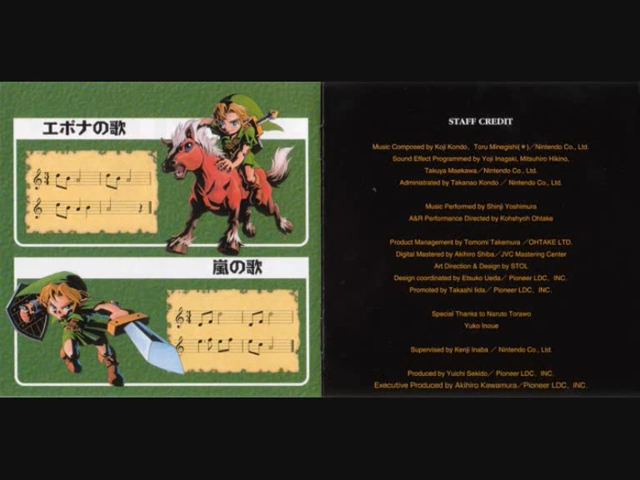 エポナの歌
嵐の歌
STAFF CREDIT
Music Composed by Koji Kondo, Toru Minegishi(*)／Nintendo Co., Ltd.
Sound Effect Programmed by Yoji Inagaki, Mitsuhiro Hikino,
Takuya Maekawa／Nintendo Co., Ltd.
Administrated by Takanao Kondo ／ Nintendo Co., Ltd.
Music Performed by Shinji Yoshimura
A&R Performance Directed by Kohshyoh Ohtake
Product Management by Tomomi Takemura ／OHTAKE LTD.
Digital Mastered by Akihiro Shiba／JVC Mastering Center
Art Direction & Design by STOL
Design coordinated by Etsuko Ueda／ Pioneer LDC, INC.
Promoted by Takashi Iida／ Pioneer LDC, INC.
Special Thanks to Naruto Torawo
Yuko Inoue
Supervised by Kenji Inaba ／ Nintendo Co., Ltd.
Produced by Yuichi Sekido／ Pioneer LDC, INC.
Executive Produced by Akihiro Kawamura／Pioneer LDC, INC.